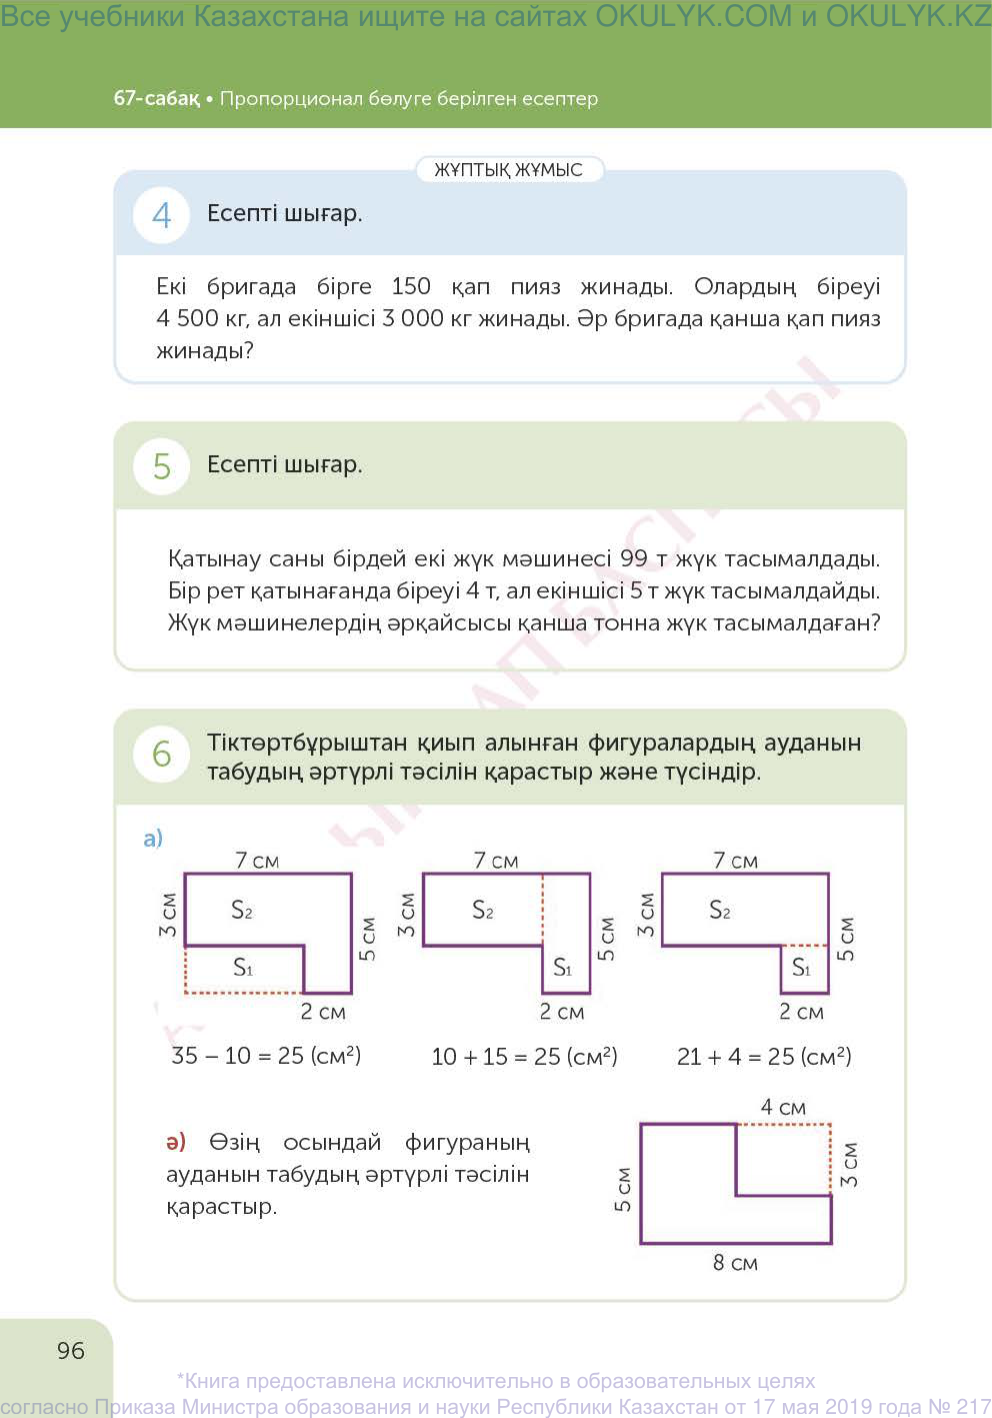 Все учебники Казахстана ищите на сайтах OKULYK.COM и OKULYK.KZ
67-сабақ • Пропорционал бөлуге берілген есептер
ЖҰПТЫҚ ЖҰМЫС
4 Есепті шығар.
Екі бригада бірге 150 қап пияз жинады. Олардың біреуі
4 500 кг, ал екіншісі 3 000 кг жинады. Әр бригада қанша қап пияз
жинады?
5 Есепті шығар.
Қатынау саны бірдей екі жүк мәшинесі 99 т жүк тасымалдады.
Бір рет қатынағанда біреуі 4 т, ал екіншісі 5 т жүк тасымалдайды.
Жүк мәшинелердің әрқайсысы қанша тонна жүк тасымалдаған?
6 Тіктөртбұрыштан қиып алынған фигуралардың ауданын
табудың әртүрлі тәсілін қарастыр және түсіндір.
а)
7 см 7 см 7 см
3 см S₂ 5 см 3 см S₂ 5 см 3 см S₂ 5 см
S₁ S₁ S₁
2 см 2 см 2 см
35 – 10 = 25 (см²) 10 + 15 = 25 (см²) 21 + 4 = 25 (см²)
4 см
ә) Өзің осындай фигураның
ауданын табудың әртүрлі тәсілін
қарастыр.
5 см 3 см
8 см
96
*Книга предоставлена исключительно в образовательных целях
согласно Приказа Министра образования и науки Республики Казахстан от 17 мая 2019 года № 217